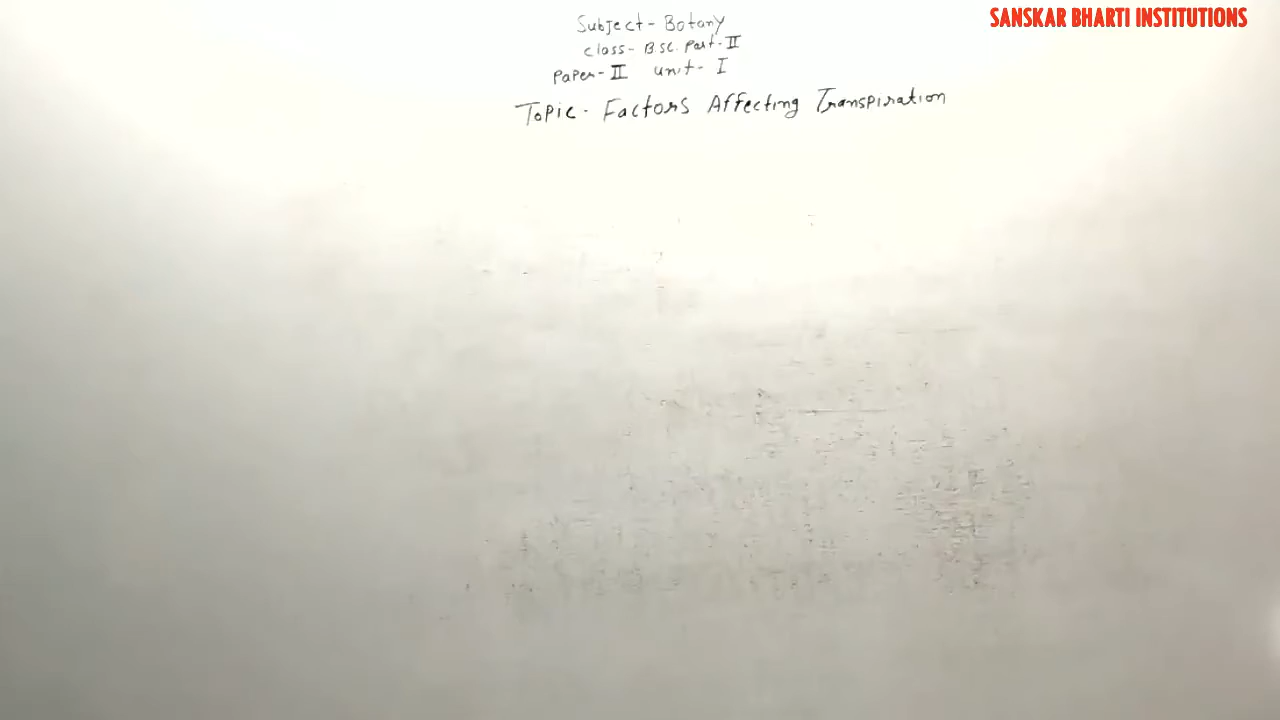 SANSKAR BHARTI INSTITUTIONS
Subject - Botany
Class - B.Sc. Part - II
Paper - II Unit - I
Topic - Factors Affecting Transpiration